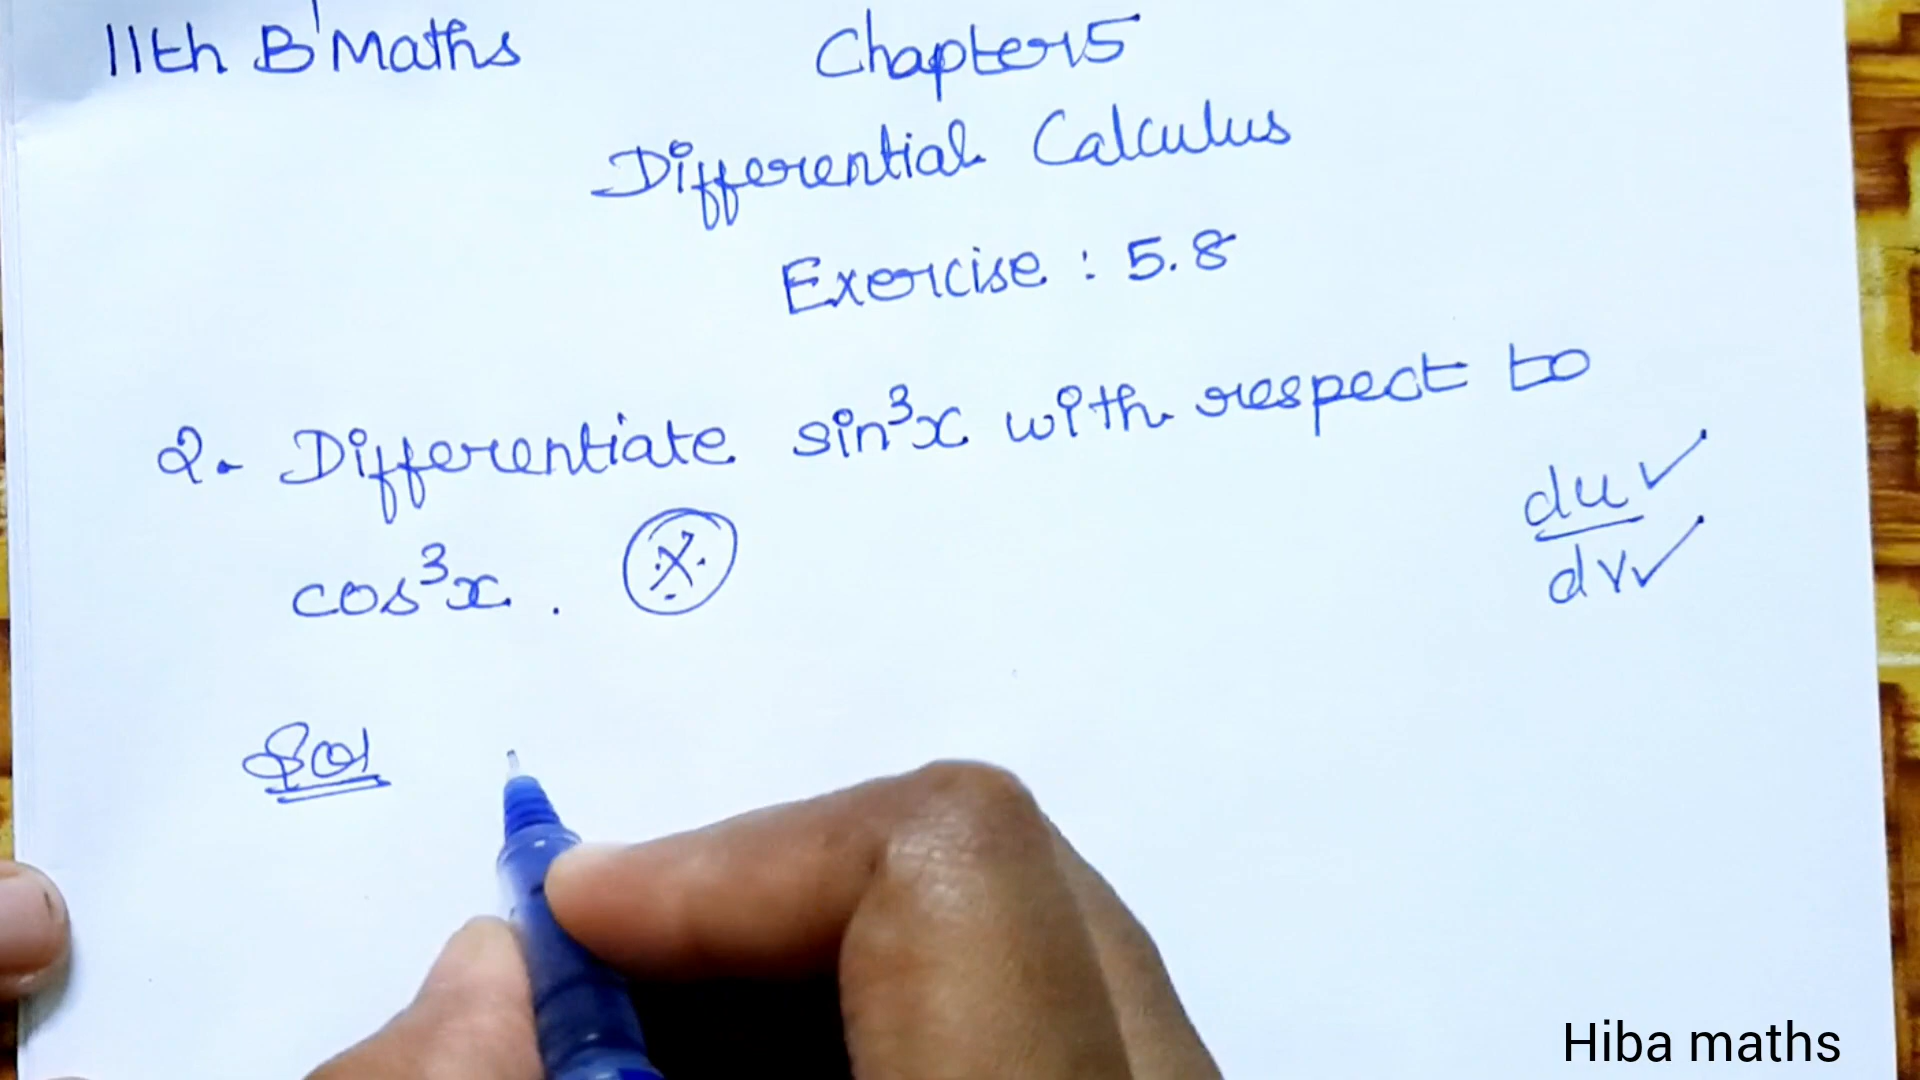 11th B'Maths Chapter 5
Differential Calculus
Exercise : 5.8
2. Differentiate sin³x with respect to
cos³x.
du
dv
Sol
Hiba maths